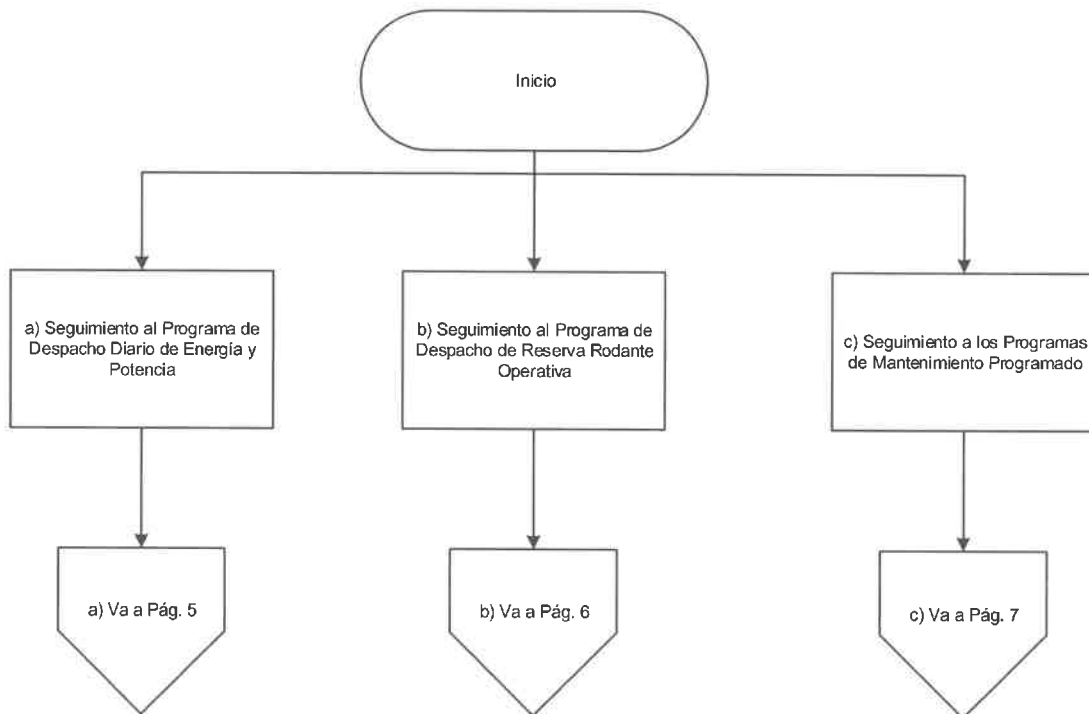 Inicio
a) Seguimiento al Programa de
Despacho Diario de Energía y
Potencia
b) Seguimiento al Programa de
Despacho de Reserva Rodante
Operativa
c) Seguimiento a los Programas
de Mantenimiento Programado
a) Va a Pág. 5
b) Va a Pág. 6
c) Va a Pág. 7